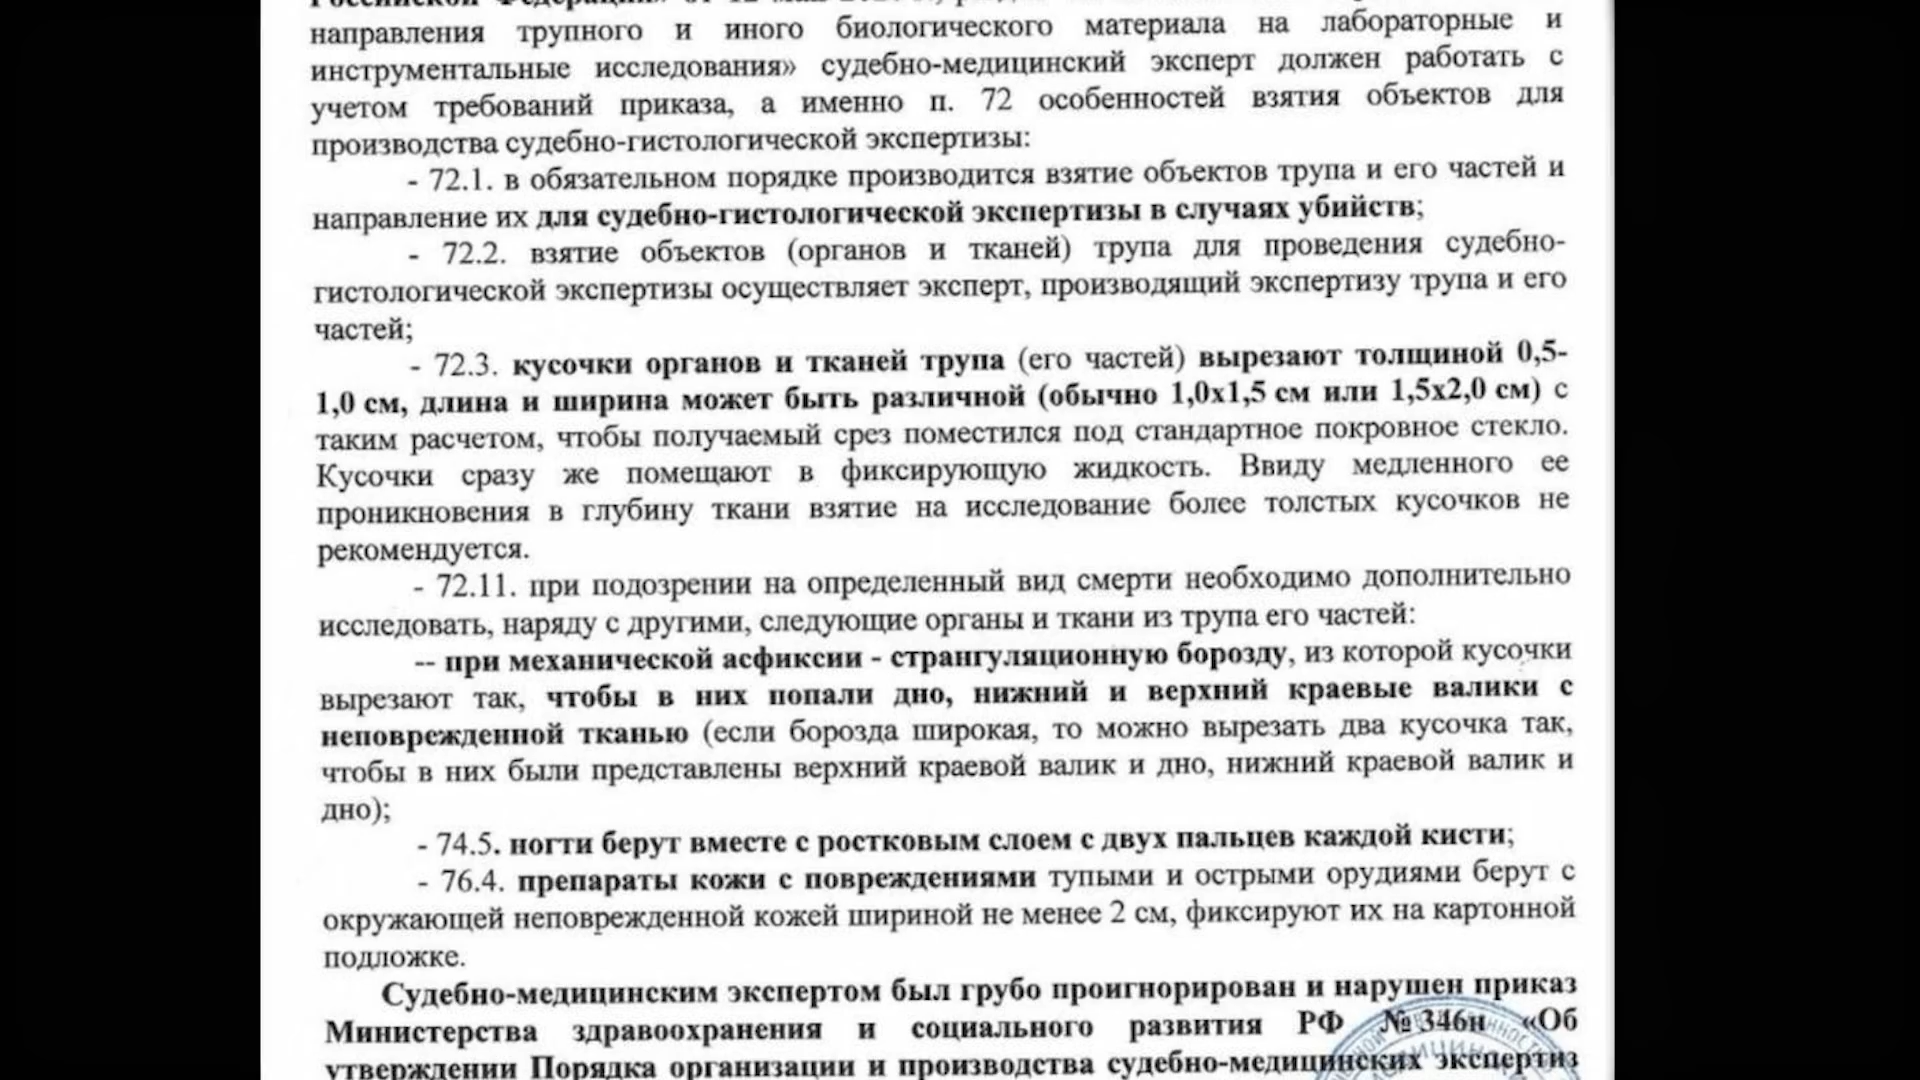 Российской Федерации» от 12 мая
направления трупного и иного биологического материала на лабораторные и
инструментальные исследования» судебно-медицинский эксперт должен работать с
учетом требований приказа, а именно п. 72 особенностей взятия объектов для
производства судебно-гистологической экспертизы:
- 72.1. в обязательном порядке производится взятие объектов трупа и его частей и
направление их для судебно-гистологической экспертизы в случаях убийств;
- 72.2. взятие объектов (органов и тканей) трупа для проведения судебно-
гистологической экспертизы осуществляет эксперт, производящий экспертизу трупа и его
частей;
- 72.3. кусочки органов и тканей трупа (его частей) вырезают толщиной 0,5-
1,0 см, длина и ширина может быть различной (обычно 1,0х1,5 см или 1,5х2,0 см) с
таким расчетом, чтобы получаемый срез поместился под стандартное покровное стекло.
Кусочки сразу же помещают в фиксирующую жидкость. Ввиду медленного ее
проникновения в глубину ткани взятие на исследование более толстых кусочков не
рекомендуется.
- 72.11. при подозрении на определенный вид смерти необходимо дополнительно
исследовать, наряду с другими, следующие органы и ткани из трупа его частей:
-- при механической асфиксии - странгуляционную борозду, из которой кусочки
вырезают так, чтобы в них попали дно, нижний и верхний краевые валики с
неповрежденной тканью (если борозда широкая, то можно вырезать два кусочка так,
чтобы в них были представлены верхний краевой валик и дно, нижний краевой валик и
дно);
- 74.5. ногти берут вместе с ростковым слоем с двух пальцев каждой кисти;
- 76.4. препараты кожи с повреждениями тупыми и острыми орудиями берут с
окружающей неповрежденной кожей шириной не менее 2 см, фиксируют их на картонной
подложке.
Судебно-медицинским экспертом был грубо проигнорирован и нарушен приказ
Министерства здравоохранения и социального развития РФ №346н «Об
утверждении Порядка организации и производства судебно-медицинских экспертиз